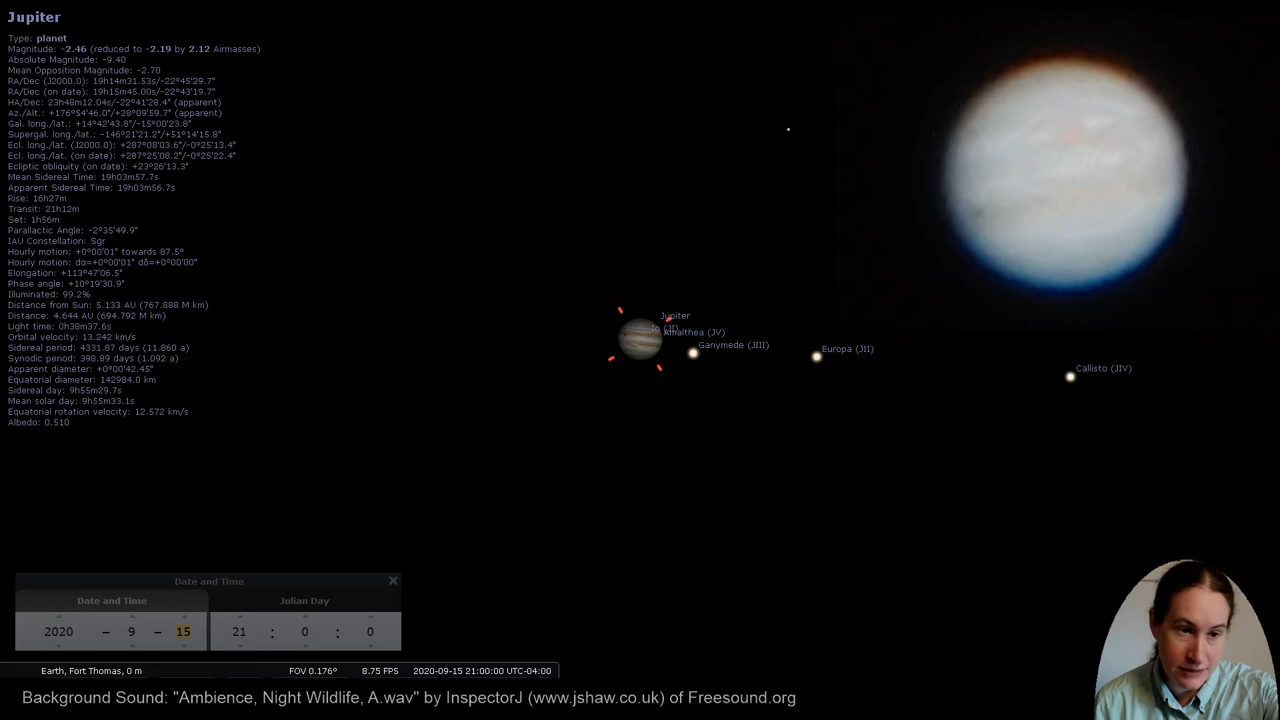 Jupiter
Type: planet
Magnitude: -2.46 (reduced to -2.19 by 2.12 Airmasses)
Absolute Magnitude: -9.40
Mean Opposition Magnitude: -2.70
RA/Dec (J2000.0): 19h14m31.53s/-22°45'29.7"
RA/Dec (on date): 19h15m45.00s/-22°43'19.7"
HA/Dec: 23h48m12.04s/-22°41'28.4" (apparent)
Az./Alt.: +176°54'46.0"/+28°09'59.7" (apparent)
Gal. long./lat.: +14°42'43.8"/-15°00'23.8"
Supergal. long./lat.: -146°21'21.2"/+51°14'15.8"
Ecl. long./lat. (J2000.0): +287°08'03.6"/-0°25'13.4"
Ecl. long./lat. (on date): +287°25'08.2"/-0°25'22.4"
Ecliptic obliquity (on date): +23°26'13.3"
Mean Sidereal Time: 19h03m57.7s
Apparent Sidereal Time: 19h03m56.7s
Rise: 16h27m
Transit: 21h12m
Set: 1h56m
Parallactic Angle: -2°35'49.9"
IAU Constellation: Sgr
Hourly motion: +0°00'01" towards 87.5°
Hourly motion: dα=+0°00'01" dδ=+0°00'00"
Elongation: +113°47'06.5"
Phase angle: +10°19'30.9"
Illuminated: 99.2%
Distance from Sun: 5.133 AU (767.888 M km)
Distance: 4.644 AU (694.792 M km)
Light time: 0h38m37.6s
Orbital velocity: 13.242 km/s
Sidereal period: 4331.87 days (11.860 a)
Synodic period: 398.89 days (1.092 a)
Apparent diameter: +0°00'42.45"
Equatorial diameter: 142984.0 km
Sidereal day: 9h55m29.7s
Mean solar day: 9h55m33.1s
Equatorial rotation velocity: 12.572 km/s
Albedo: 0.510
Jupiter
Io (JI)
Amalthea (JV)
Ganymede (JIII)
Europa (JII)
Callisto (JIV)
Date and Time
Date and Time Julian Day
2020 - 9 - 15 21 : 0 : 0
Earth, Fort Thomas, 0 m FOV 0.176° 8.75 FPS 2020-09-15 21:00:00 UTC-04:00
Background Sound: "Ambience, Night Wildlife, A.wav" by InspectorJ (www.jshaw.co.uk) of Freesound.org